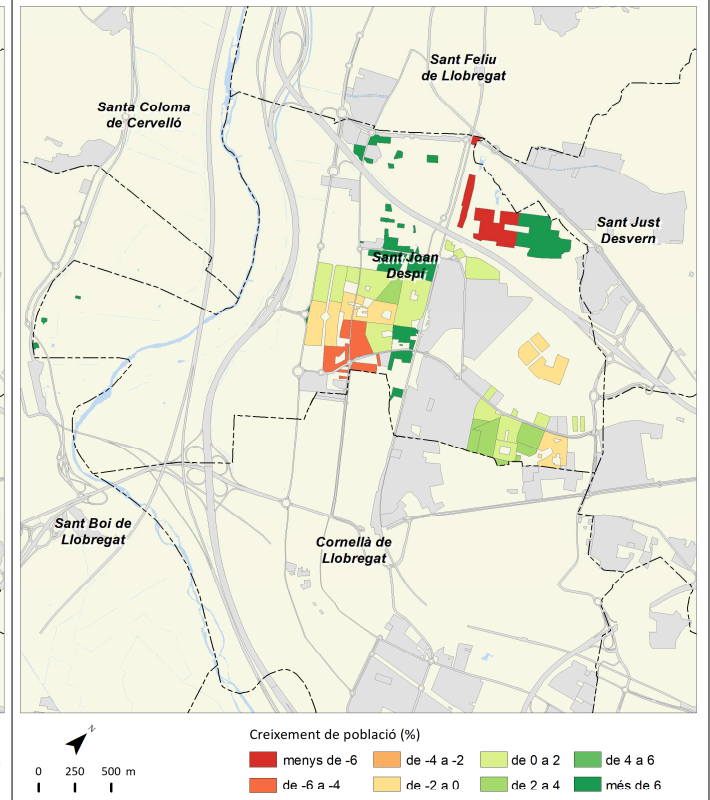 Sant Feliu
de Llobregat
Santa Coloma
de Cervelló
Sant Just
Desvern
Sant Joan
Despí
Sant Boi de
Llobregat
Cornellà de
Llobregat
N
0 250 500 m
Creixement de població (%)
menys de -6
de -4 a -2
de 0 a 2
de 4 a 6
de -6 a -4
de -2 a 0
de 2 a 4
més de 6